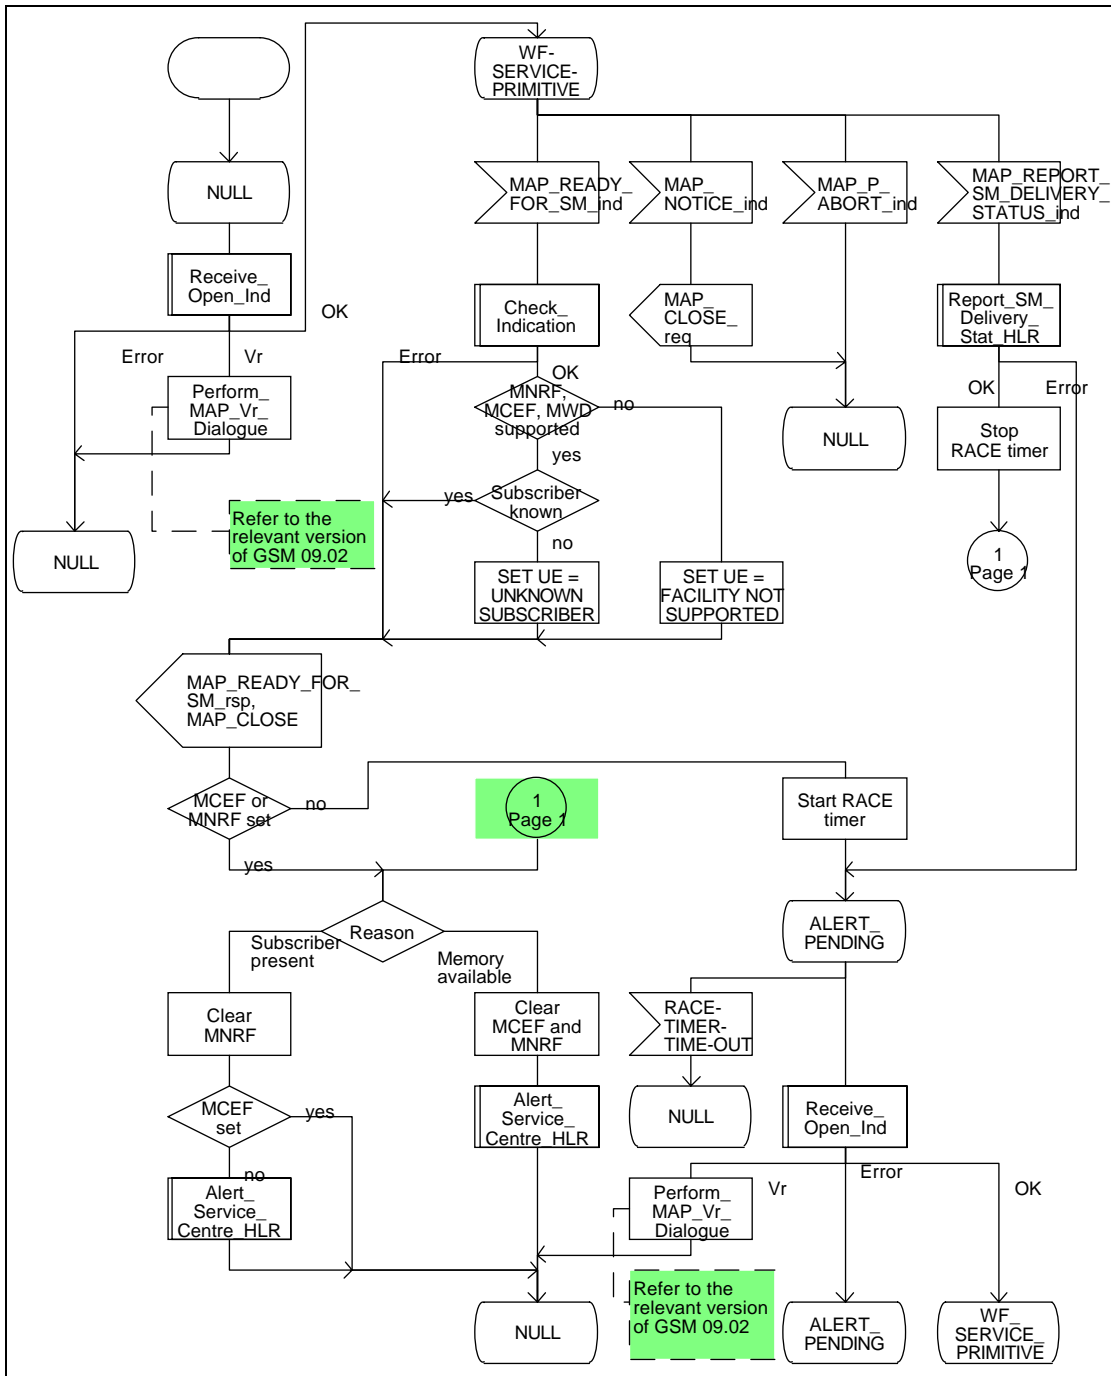 WF-
SERVICE-
PRIMITIVE
NULL
MAP_READY_
FOR_SM_ind
MAP_
NOTICE_ind
MAP_P_
ABORT_ind
MAP_REPORT_
SM_DELIVERY_
STATUS_ind
Receive_
Open_Ind
OK
Error
Vr
Perform_
MAP_Vr_
Dialogue
Refer to the
relevant version
of GSM 09.02
NULL
Check_
Indication
Error
OK
MNRF,
MCEF, MWD
supported
no
yes
Subscriber
known
yes
no
SET UE =
UNKNOWN
SUBSCRIBER
SET UE =
FACILITY NOT
SUPPORTED
MAP_
CLOSE_
req
NULL
Report_SM_
Delivery_
Stat_HLR
OK
Error
Stop
RACE timer
1
Page 1
MAP_READY_FOR_
SM_rsp,
MAP_CLOSE
MCEF or
MNRF set
no
yes
1
Page 1
Start RACE
timer
Reason
Subscriber
present
Memory
available
ALERT_
PENDING
Clear
MNRF
Clear
MCEF and
MNRF
RACE-
TIMER-
TIME-OUT
NULL
MCEF
set
yes
no
Alert_
Service_
Centre_HLR
Alert_
Service_
Centre_HLR
Receive_
Open_Ind
Vr
Error
OK
Perform_
MAP_Vr_
Dialogue
Refer to the
relevant version
of GSM 09.02
NULL
ALERT_
PENDING
WF_
SERVICE_
PRIMITIVE